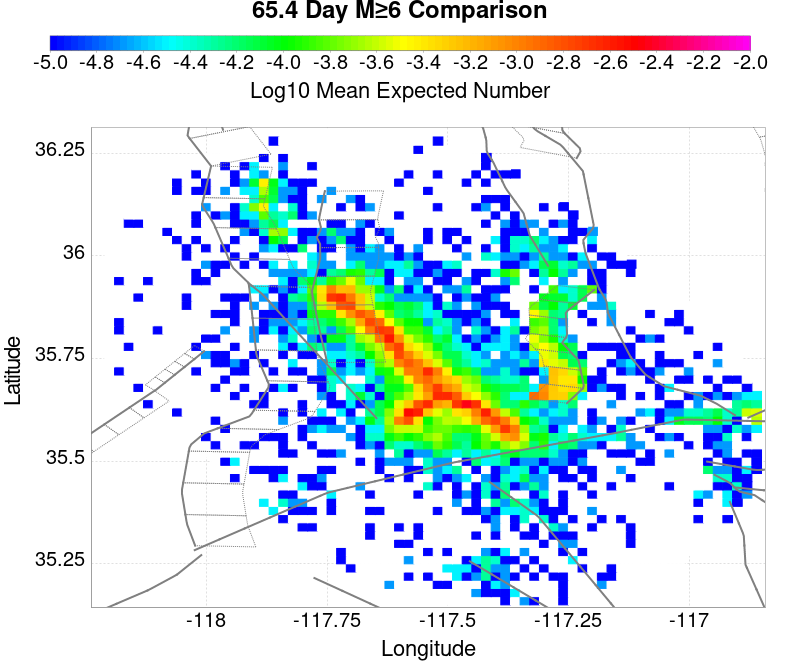 65.4 Day M≥6 Comparison
-5.0 -4.8 -4.6 -4.4 -4.2 -4.0 -3.8 -3.6 -3.4 -3.2 -3.0 -2.8 -2.6 -2.4 -2.2 -2.0
Log10 Mean Expected Number
36.25
36
35.75
35.5
35.25
Latitude
-118 -117.75 -117.5 -117.25 -117
Longitude